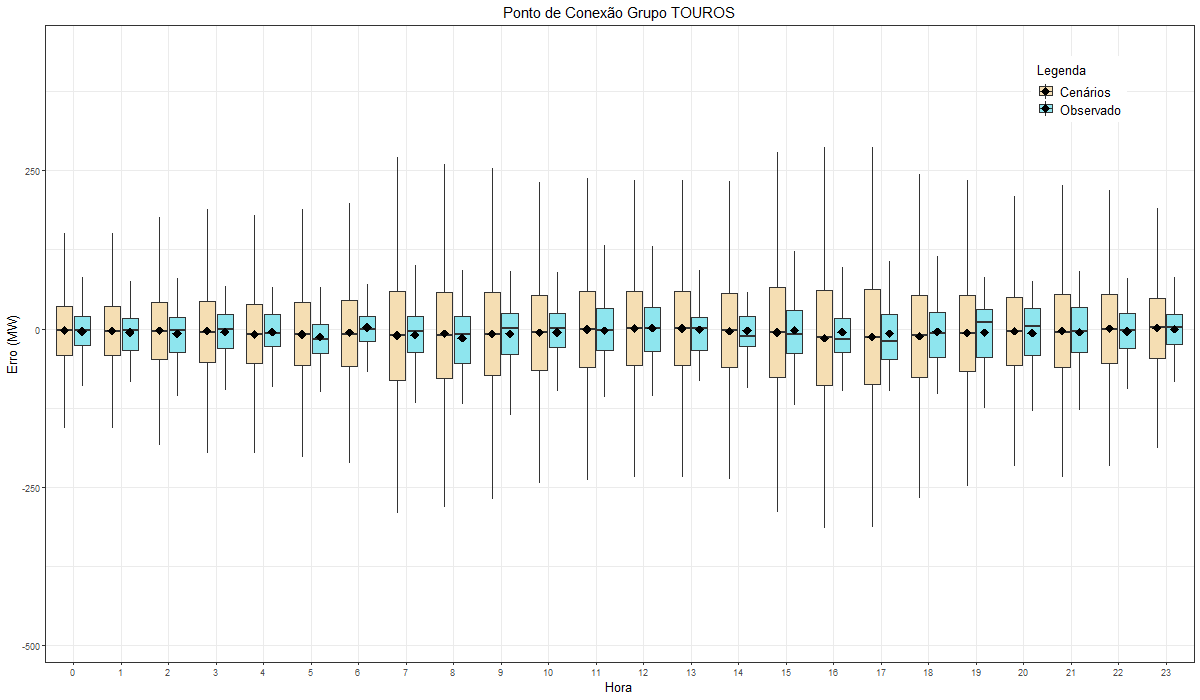 Ponto de Conexão Grupo TOUROS
Legenda
Cenários
Observado
Erro (MW)
250
0
-250
-500
0 1 2 3 4 5 6 7 8 9 10 11 12 13 14 15 16 17 18 19 20 21 22 23
Hora